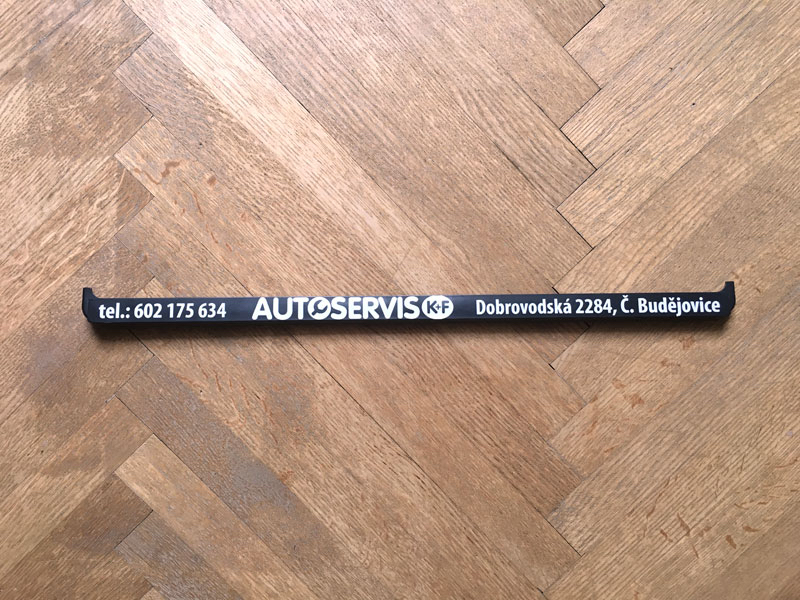 tel.: 602 175 634 AUTOSERVIS K+F Dobrovodská 2284, Č. Budějovice